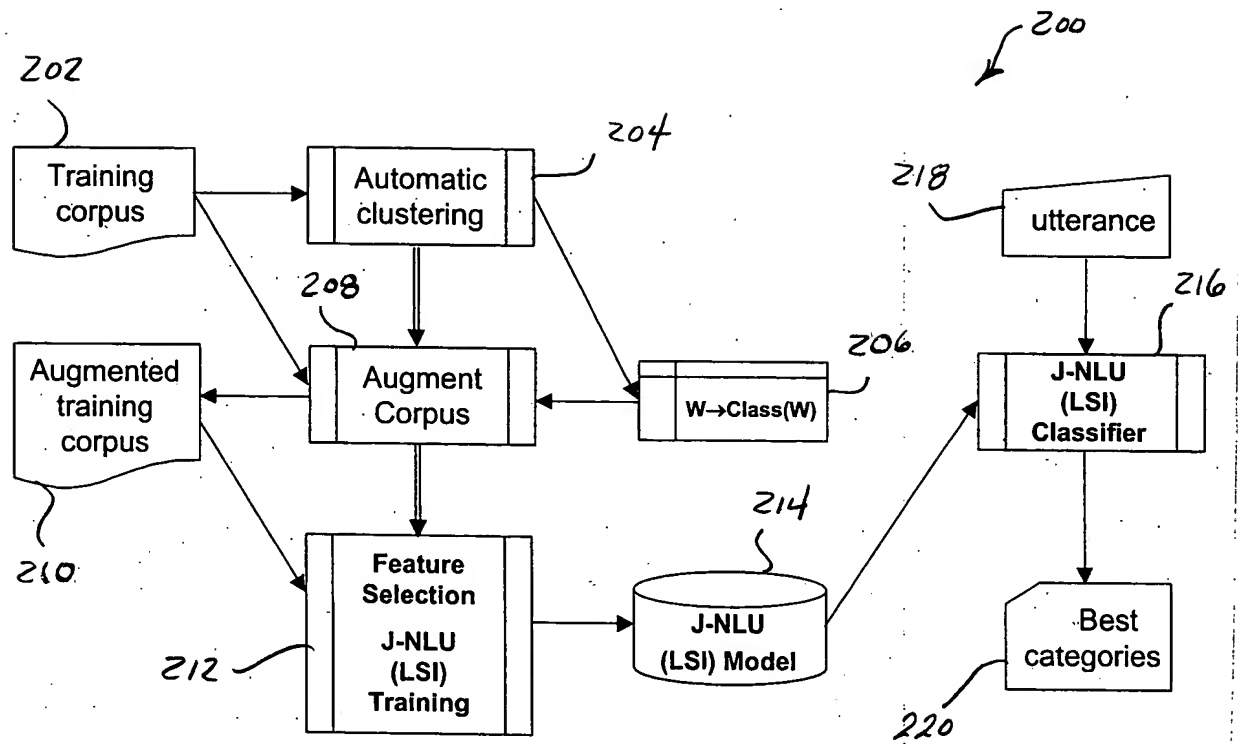 200
202
204
Training
corpus
Automatic
clustering
218
utterance
208
216
206
Augmented
training
corpus
Augment
Corpus
W→Class(W)
J-NLU
(LSI)
Classifier
214
210
Feature
Selection
J-NLU
(LSI)
Training
J-NLU
(LSI) Model
Best
categories
212
220